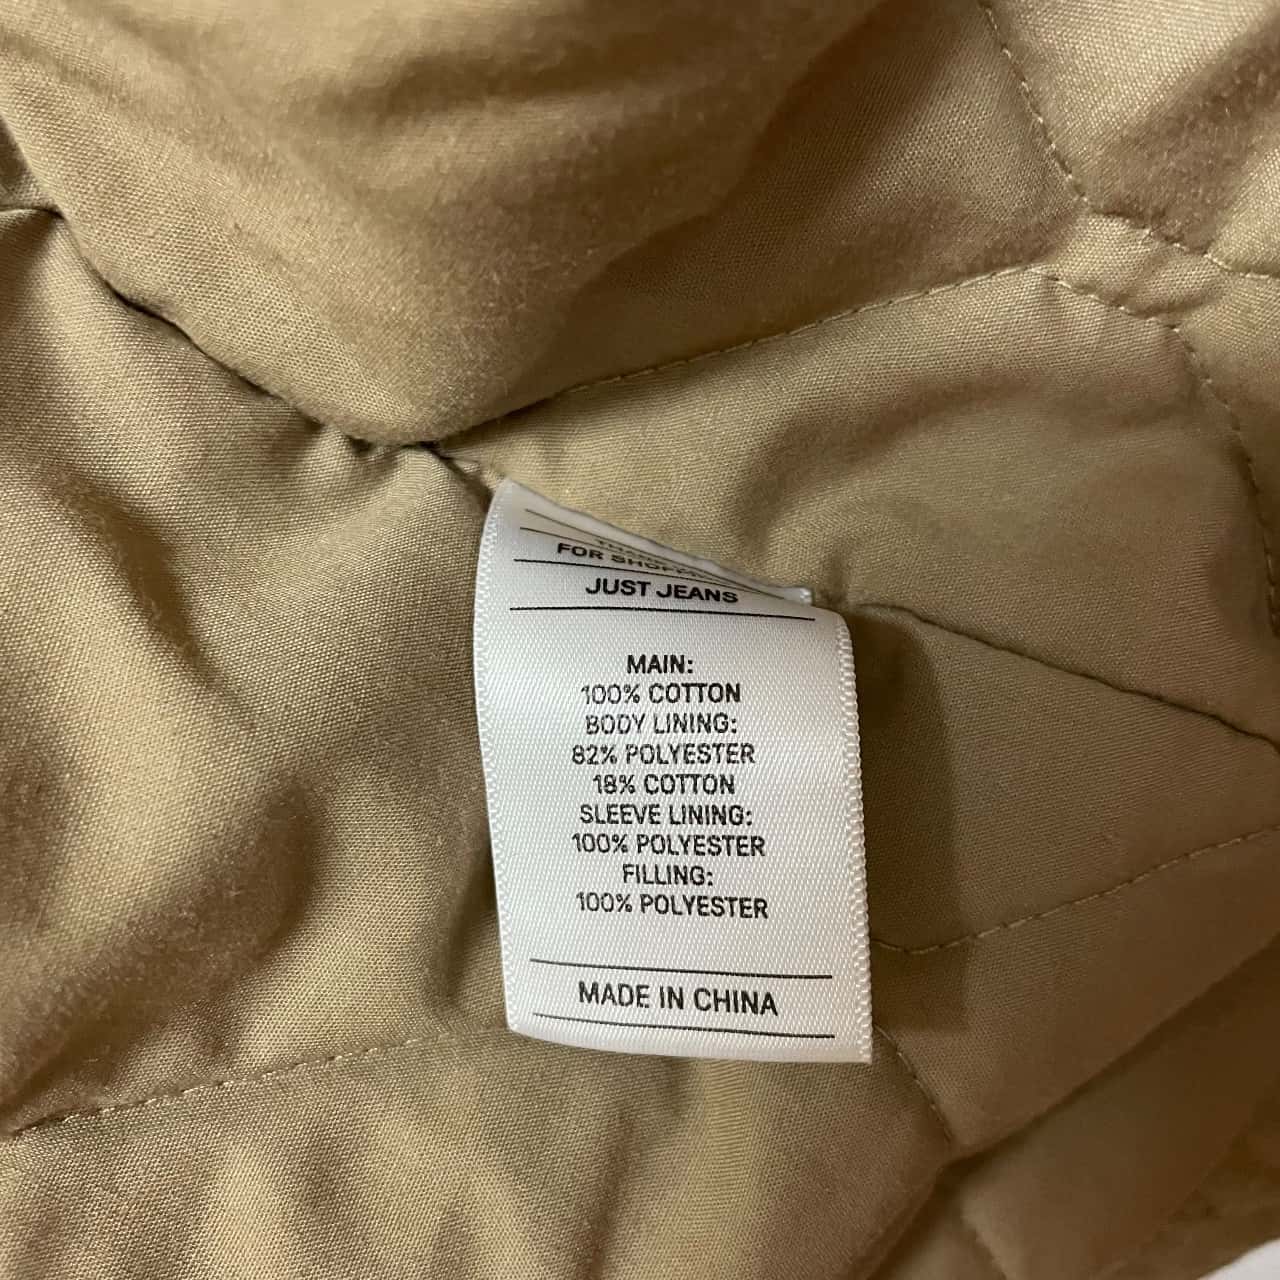 FOR
JUST JEANS
MAIN:
100% COTTON
BODY LINING:
82% POLYESTER
18% COTTON
SLEEVE LINING:
100% POLYESTER
FILLING:
100% POLYESTER
MADE IN CHINA